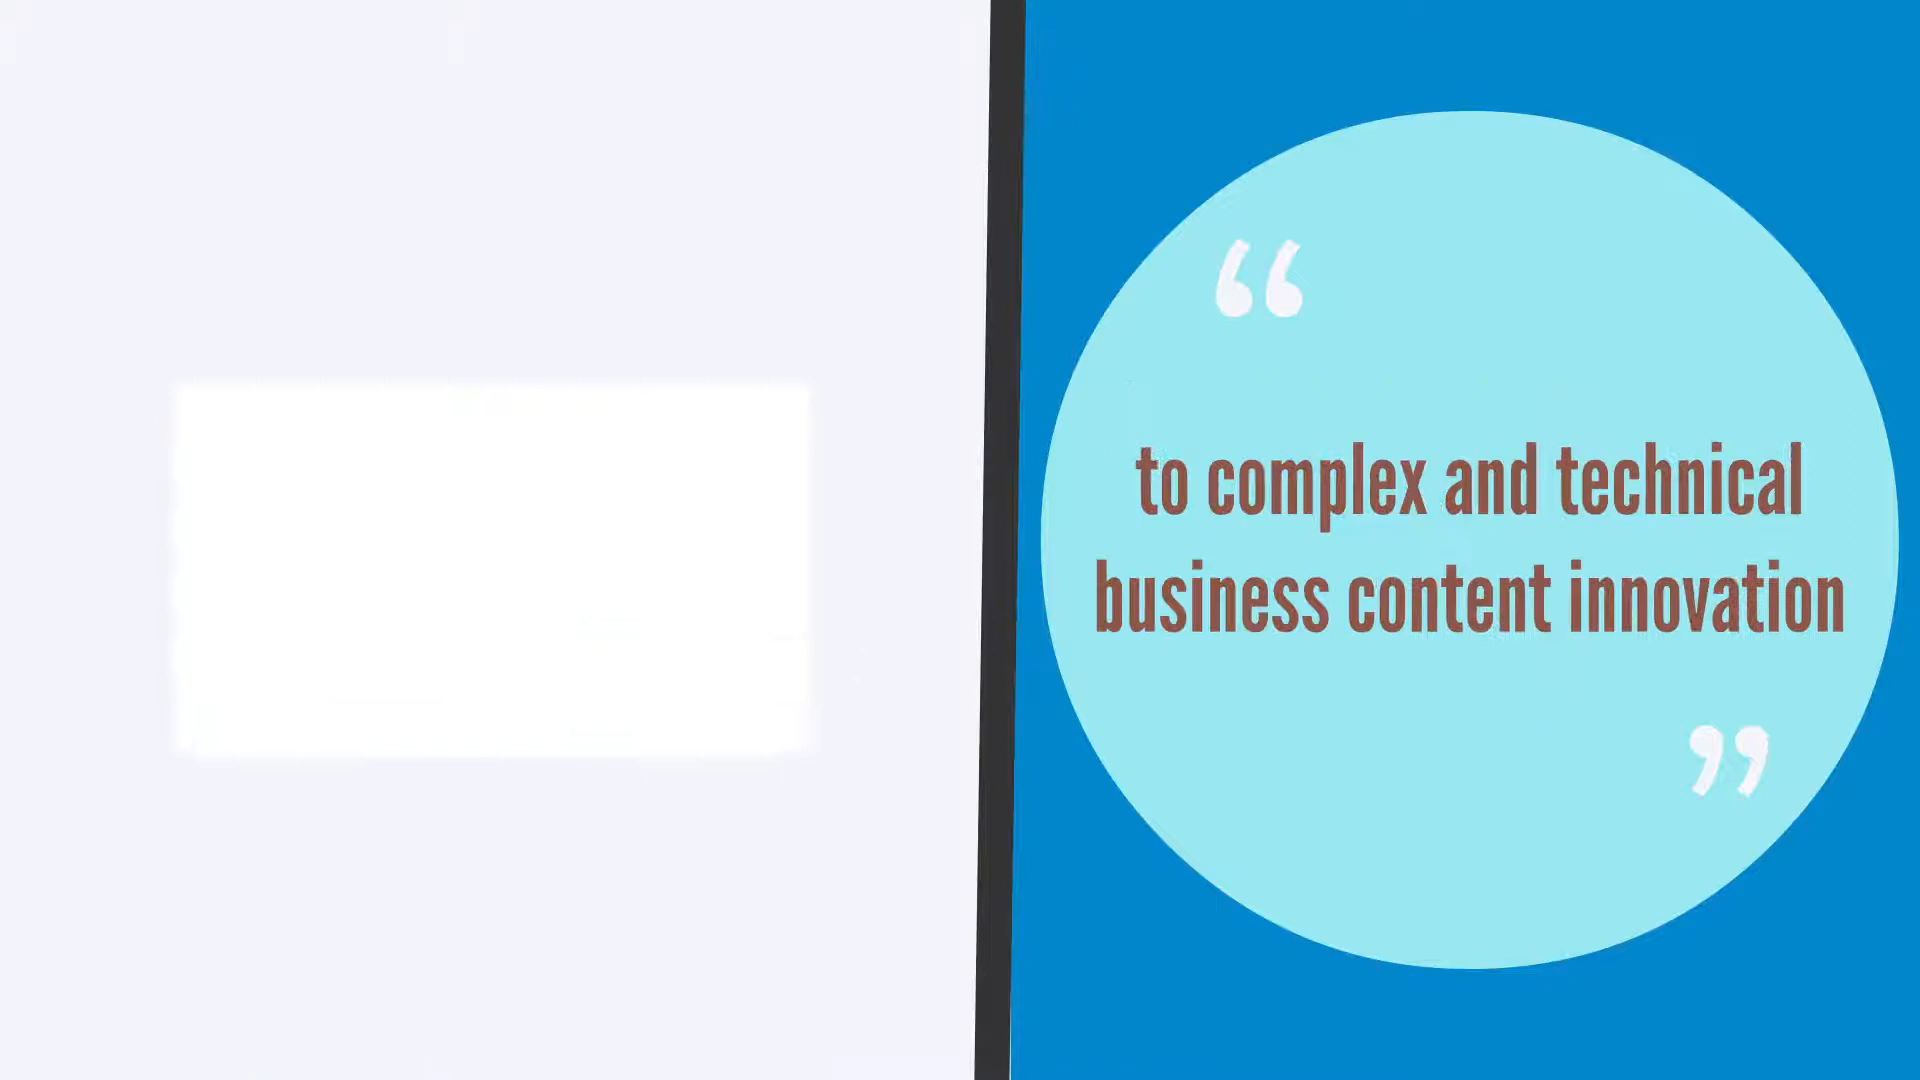 “
to complex and technical
business content innovation
”